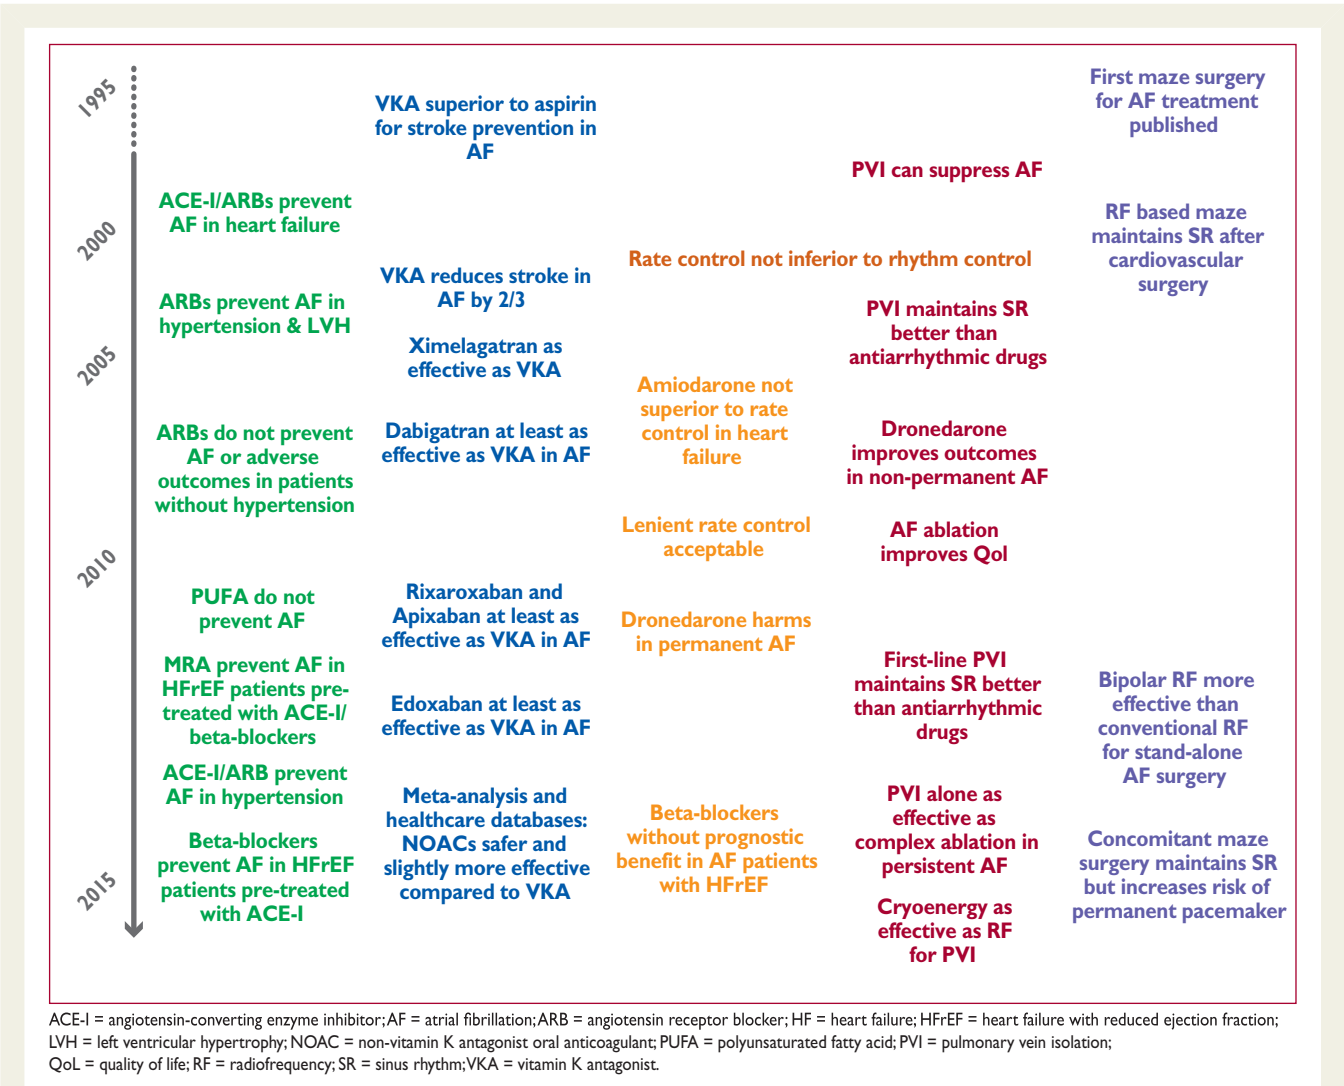 1995
2000
2005
2010
2015
ACE-I/ARBs prevent
AF in heart failure
ARBs prevent AF in
hypertension & LVH
ARBs do not prevent
AF or adverse
outcomes in patients
without hypertension
PUFA do not
prevent AF
MRA prevent AF in
HFrEF patients pre-
treated with ACE-I/
beta-blockers
ACE-I/ARB prevent
AF in hypertension
Beta-blockers
prevent AF in HFrEF
patients pre-treated
with ACE-I
VKA superior to aspirin
for stroke prevention in
AF
VKA reduces stroke in
AF by 2/3
Ximelagatran as
effective as VKA
Dabigatran at least as
effective as VKA in AF
Rixaroxaban and
Apixaban at least as
effective as VKA in AF
Edoxaban at least as
effective as VKA in AF
Meta-analysis and
healthcare databases:
NOACs safer and
slightly more effective
compared to VKA
Rate control not inferior to rhythm control
Amiodarone not
superior to rate
control in heart
failure
Lenient rate control
acceptable
Dronedarone harms
in permanent AF
Beta-blockers
without prognostic
benefit in AF patients
with HFrEF
PVI can suppress AF
PVI maintains SR
better than
antiarrhythmic drugs
Dronedarone
improves outcomes
in non-permanent AF
AF ablation
improves Qol
First-line PVI
maintains SR better
than antiarrhythmic
drugs
PVI alone as
effective as
complex ablation in
persistent AF
Cryoenergy as
effective as RF
for PVI
First maze surgery
for AF treatment
published
RF based maze
maintains SR after
cardiovascular
surgery
Bipolar RF more
effective than
conventional RF
for stand-alone
AF surgery
Concomitant maze
surgery maintains SR
but increases risk of
permanent pacemaker
ACE-I = angiotensin-converting enzyme inhibitor; AF = atrial fibrillation; ARB = angiotensin receptor blocker; HF = heart failure; HFrEF = heart failure with reduced ejection fraction;
LVH = left ventricular hypertrophy; NOAC = non-vitamin K antagonist oral anticoagulant; PUFA = polyunsaturated fatty acid; PVI = pulmonary vein isolation;
QoL = quality of life; RF = radiofrequency; SR = sinus rhythm; VKA = vitamin K antagonist.